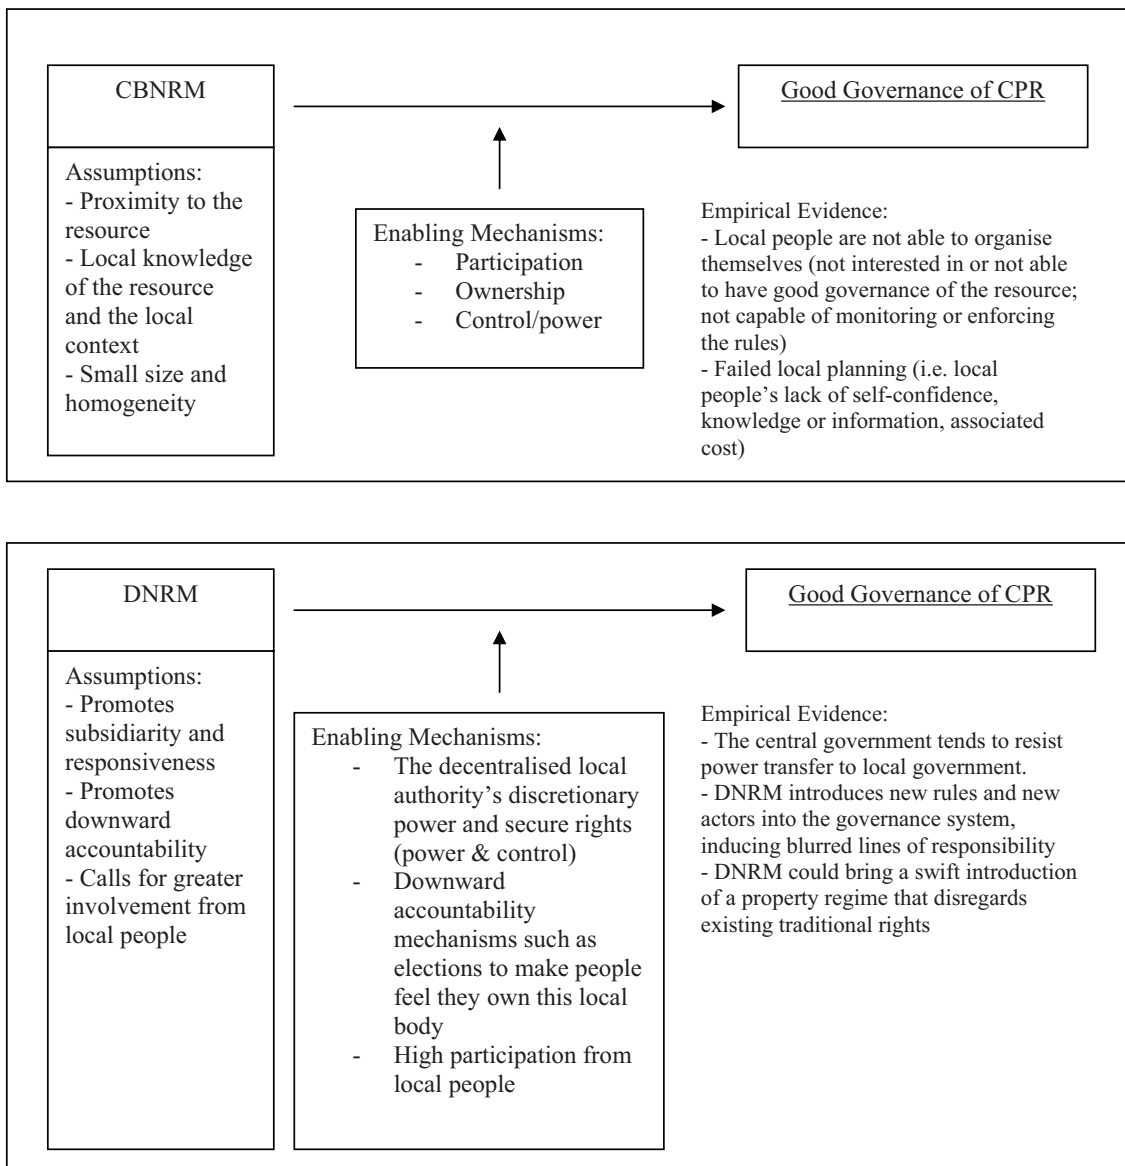 CBNRM
Assumptions:
- Proximity to the
resource
- Local knowledge
of the resource
and the local
context
- Small size and
homogeneity
Enabling Mechanisms:
- Participation
- Ownership
- Control/power
Good Governance of CPR
Empirical Evidence:
- Local people are not able to organise
themselves (not interested in or not able
to have good governance of the resource;
not capable of monitoring or enforcing
the rules)
- Failed local planning (i.e. local
people’s lack of self-confidence,
knowledge or information, associated
cost)
DNRM
Assumptions:
- Promotes
subsidiarity and
responsiveness
- Promotes
downward
accountability
- Calls for greater
involvement from
local people
Enabling Mechanisms:
- The decentralised local
authority’s discretionary
power and secure rights
(power & control)
- Downward
accountability
mechanisms such as
elections to make people
feel they own this local
body
- High participation from
local people
Good Governance of CPR
Empirical Evidence:
- The central government tends to resist
power transfer to local government.
- DNRM introduces new rules and new
actors into the governance system,
inducing blurred lines of responsibility
- DNRM could bring a swift introduction
of a property regime that disregards
existing traditional rights